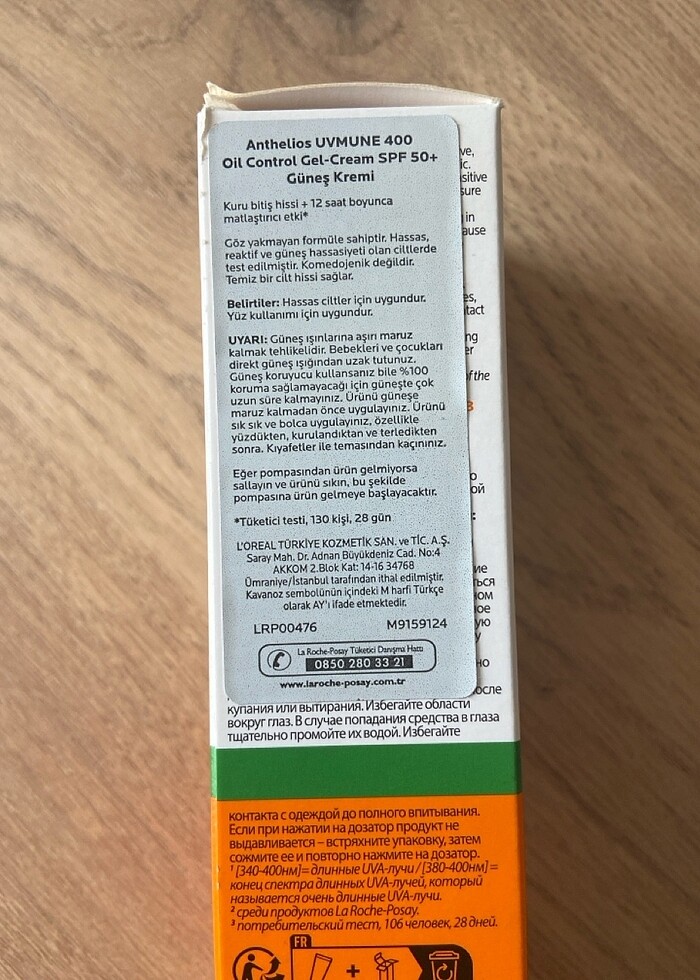 Anthelios UVMUNE 400
Oil Control Gel-Cream SPF 50+
Güneş Kremi
Kuru bitiş hissi + 12 saat boyunca
matlaştırıcı etki*
Göz yakmayan formüle sahiptir. Hassas,
reaktif ve güneş hassasiyeti olan ciltlerde
test edilmiştir. Komedojenik değildir.
Temiz bir cilt hissi sağlar.
Belirtiler: Hassas ciltler için uygundur.
Yüz kullanımı için uygundur.
UYARI: Güneş ışınlarına aşırı maruz
kalmak tehlikelidir. Bebekleri ve çocukları
direkt güneş ışığından uzak tutunuz.
Güneş koruyucu kullansanız bile %100
koruma sağlamayacağı için güneşte çok
uzun süre kalmayınız. Ürünü güneşe
maruz kalmadan önce uygulayınız. Ürünü
sık sık ve bolca uygulayınız, özellikle
yüzdükten, kurulandıktan ve terledikten
sonra. Kıyafetler ile temasından kaçınınız.
Eğer pompasından ürün gelmiyorsa
sallayın ve ürünü sıkın, bu şekilde
pompasına ürün gelmeye başlayacaktır.
*Tüketici testi, 130 kişi, 28 gün
L'OREAL TÜRKİYE KOZMETİK SAN. ve TİC. A.Ş.
Saray Mah. Dr. Adnan Büyükdeniz Cad. No:4
AKKOM 2.Blok Kat: 14-16 34768
Ümraniye/İstanbul tarafından ithal edilmiştir.
Kavanoz sembolünün içindeki M harfi Türkçe
olarak AY'ı ifade etmektedir.
LRP00476 M9159124
La Roche-Posay Tüketici Danışma Hattı
0850 280 33 21
www.laroche-posay.com.tr
купания или вытирания. Избегайте области
вокруг глаз. В случае попадания средства в глаза
тщательно промойте их водой. Избегайте
контакта с одеждой до полного впитывания.
Если при нажатии на дозатор продукт не
выдавливается – встряхните упаковку, затем
сожмите ее и повторно нажмите на дозатор.
¹ [340-400нм]= длинные UVA-лучи / [380-400нм] =
конец спектра длинных UVA-лучей, который
называется очень длинные UVA-лучи.
² среди продуктов La Roche-Posay.
³ потребительский тест, 106 человек, 28 дней.
FR